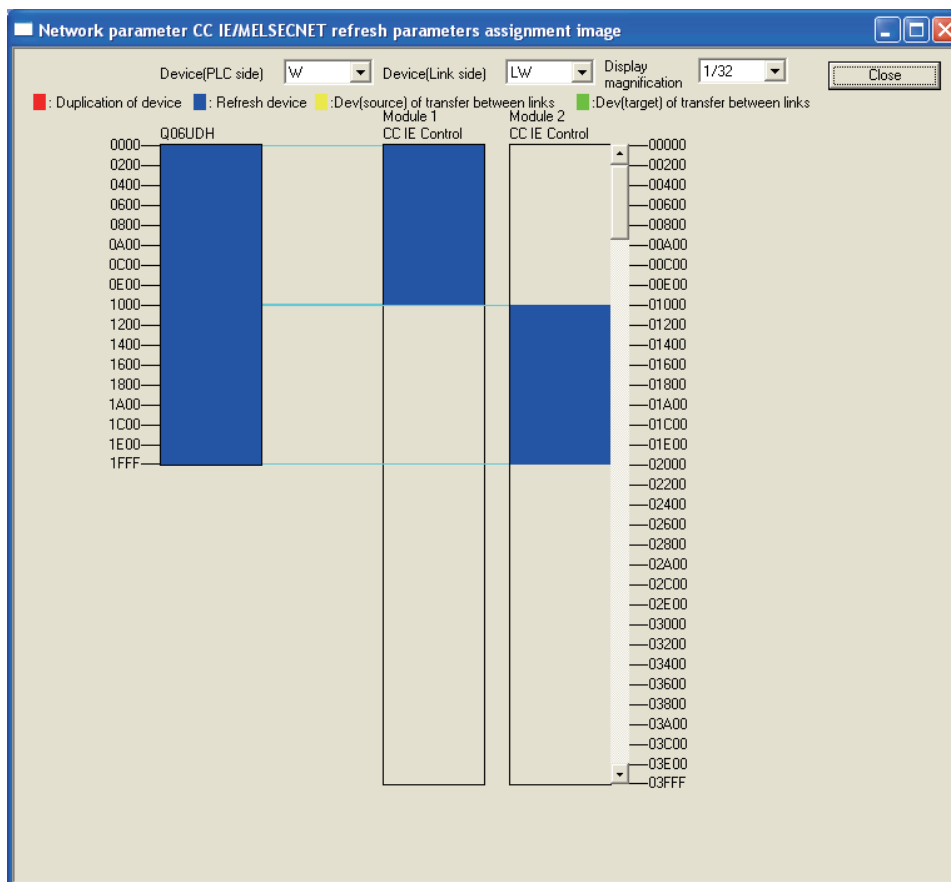 Network parameter CC IE/MELSECNET refresh parameters assignment image
Device(PLC side) W Device(Link side) LW Display magnification 1/32 Close
: Duplication of device : Refresh device :Dev(source) of transfer between links :Dev(target) of transfer between links
Module 1 Module 2
Q06UDH CC IE Control CC IE Control
0000 00000
0200 00200
0400 00400
0600 00600
0800 00800
0A00 00A00
0C00 00C00
0E00 00E00
1000 01000
1200 01200
1400 01400
1600 01600
1800 01800
1A00 01A00
1C00 01C00
1E00 01E00
1FFF 02000
02200
02400
02600
02800
02A00
02C00
02E00
03000
03200
03400
03600
03800
03A00
03C00
03E00
03FFF